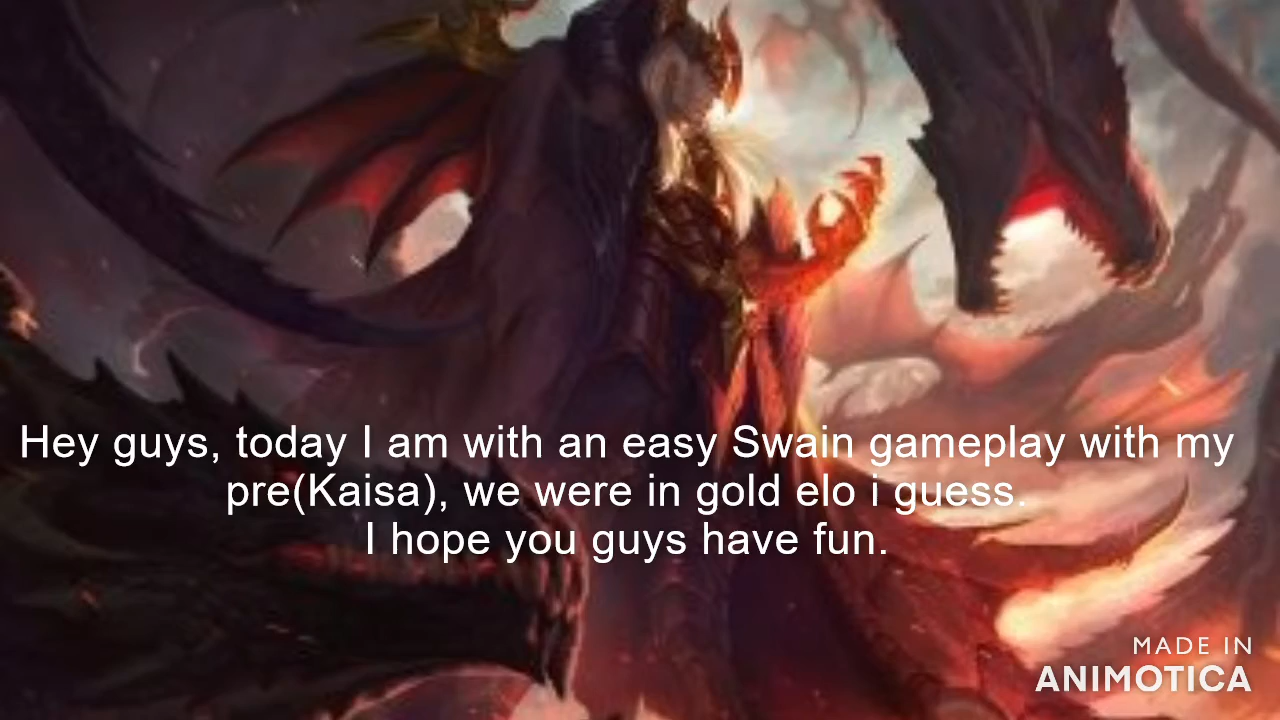 Hey guys, today I am with an easy Swain gameplay with my
pre(Kaisa), we were in gold elo i guess.
I hope you guys have fun.
MADE IN
ANIMOTICA